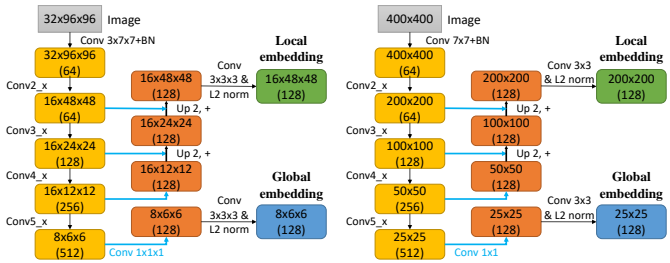 32x96x96
Image
Conv 3x7x7+BN
32x96x96
(64)
Conv2_x
16x48x48
(64)
Conv3_x
16x24x24
(128)
Conv4_x
16x12x12
(256)
Conv5_x
8x6x6
(512)
Conv 1x1x1
16x48x48
(128)
Up 2, +
16x24x24
(128)
Up 2, +
16x12x12
(128)
8x6x6
(128)
Conv
3x3x3 &
L2 norm
Local
embedding
16x48x48
(128)
Conv
3x3x3 &
L2 norm
Global
embedding
8x6x6
(128)
400x400
Image
Conv 7x7+BN
400x400
(64)
Conv2_x
200x200
(64)
Conv3_x
100x100
(128)
Conv4_x
50x50
(256)
Conv5_x
25x25
(512)
Conv 1x1
200x200
(128)
Up 2, +
100x100
(128)
Up 2, +
50x50
(128)
25x25
(128)
Conv 3x3
& L2 norm
Local
embedding
200x200
(128)
Conv 3x3
& L2 norm
Global
embedding
25x25
(128)